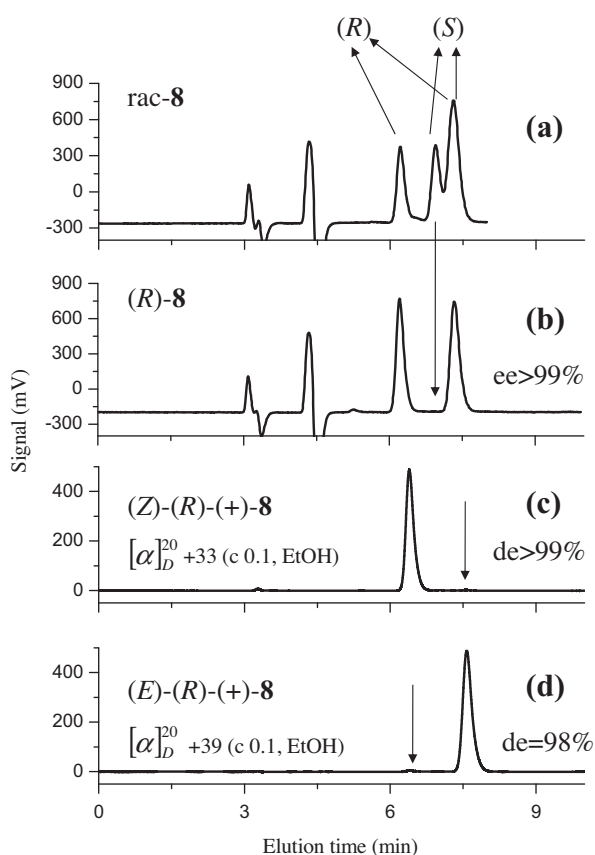 (R) (S)
900
600
300
0
-300
rac-8
(a)
900
600
300
0
-300
(R)-8
(b)
ee>99%
400
200
0
(Z)-(R)-(+)-8
[α]D20 +33 (c 0.1, EtOH)
(c)
de>99%
400
200
0
(E)-(R)-(+)-8
[α]D20 +39 (c 0.1, EtOH)
(d)
de=98%
0 3 6 9
Elution time (min)
Signal (mV)